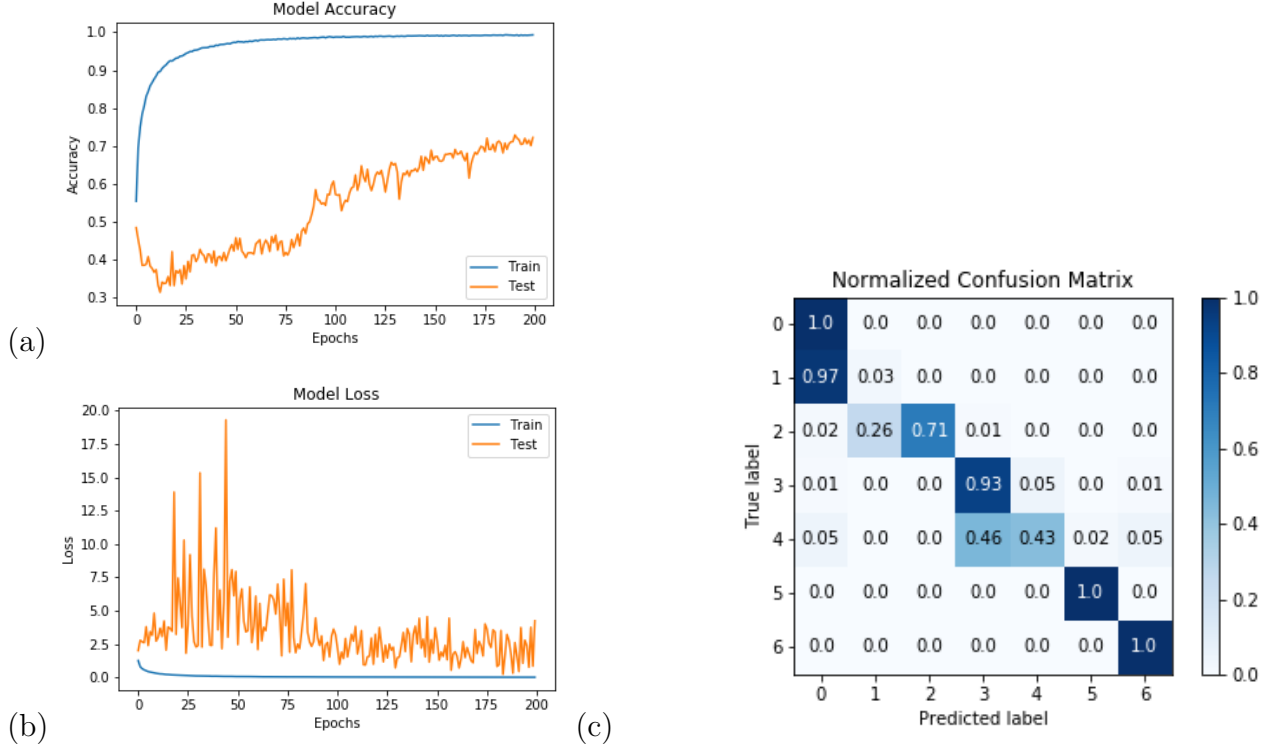 Model Accuracy
1.0
0.9
0.8
0.7
0.6
0.5
0.4
0.3
Accuracy
Train
Test
0 25 50 75 100 125 150 175 200
Epochs
(a)
Model Loss
20.0
17.5
15.0
12.5
10.0
7.5
5.0
2.5
0.0
Loss
Train
Test
0 25 50 75 100 125 150 175 200
Epochs
(b)
Normalized Confusion Matrix
True label
0 1.0 0.0 0.0 0.0 0.0 0.0 0.0
1 0.97 0.03 0.0 0.0 0.0 0.0 0.0
2 0.02 0.26 0.71 0.01 0.0 0.0 0.0
3 0.01 0.0 0.0 0.93 0.05 0.0 0.01
4 0.05 0.0 0.0 0.46 0.43 0.02 0.05
5 0.0 0.0 0.0 0.0 0.0 1.0 0.0
6 0.0 0.0 0.0 0.0 0.0 0.0 1.0
0 1 2 3 4 5 6
Predicted label
1.0
0.8
0.6
0.4
0.2
0.0
(c)